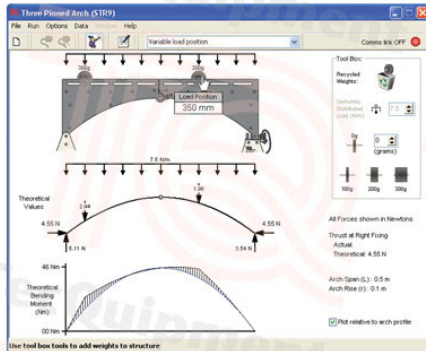 Three Pinned Arch (STR9)
File Run Options Data Window Help
Variable load position
Comms link OFF
300g
300g
Load Position
350 mm
7.5 N/m
Theoretical
Values
2.94
1.96
4.55 N
4.55 N
5.11 N
3.54 N
Theoretical
Bending
Moment
(Nm)
Tool Box:
Recycled
Weights:
Uniformly
Distributed
Load (N/m)
7.5
0g
0
(grams)
100g
200g
300g
All Forces shown in Newtons
Thrust at Right Fixing
Actual:
Theoretical: 4.55 N
Arch Span (L) : 0.5 m
Arch Rise (r) : 0.1 m
Plot relative to arch profile
Use tool box tools to add weights to structure